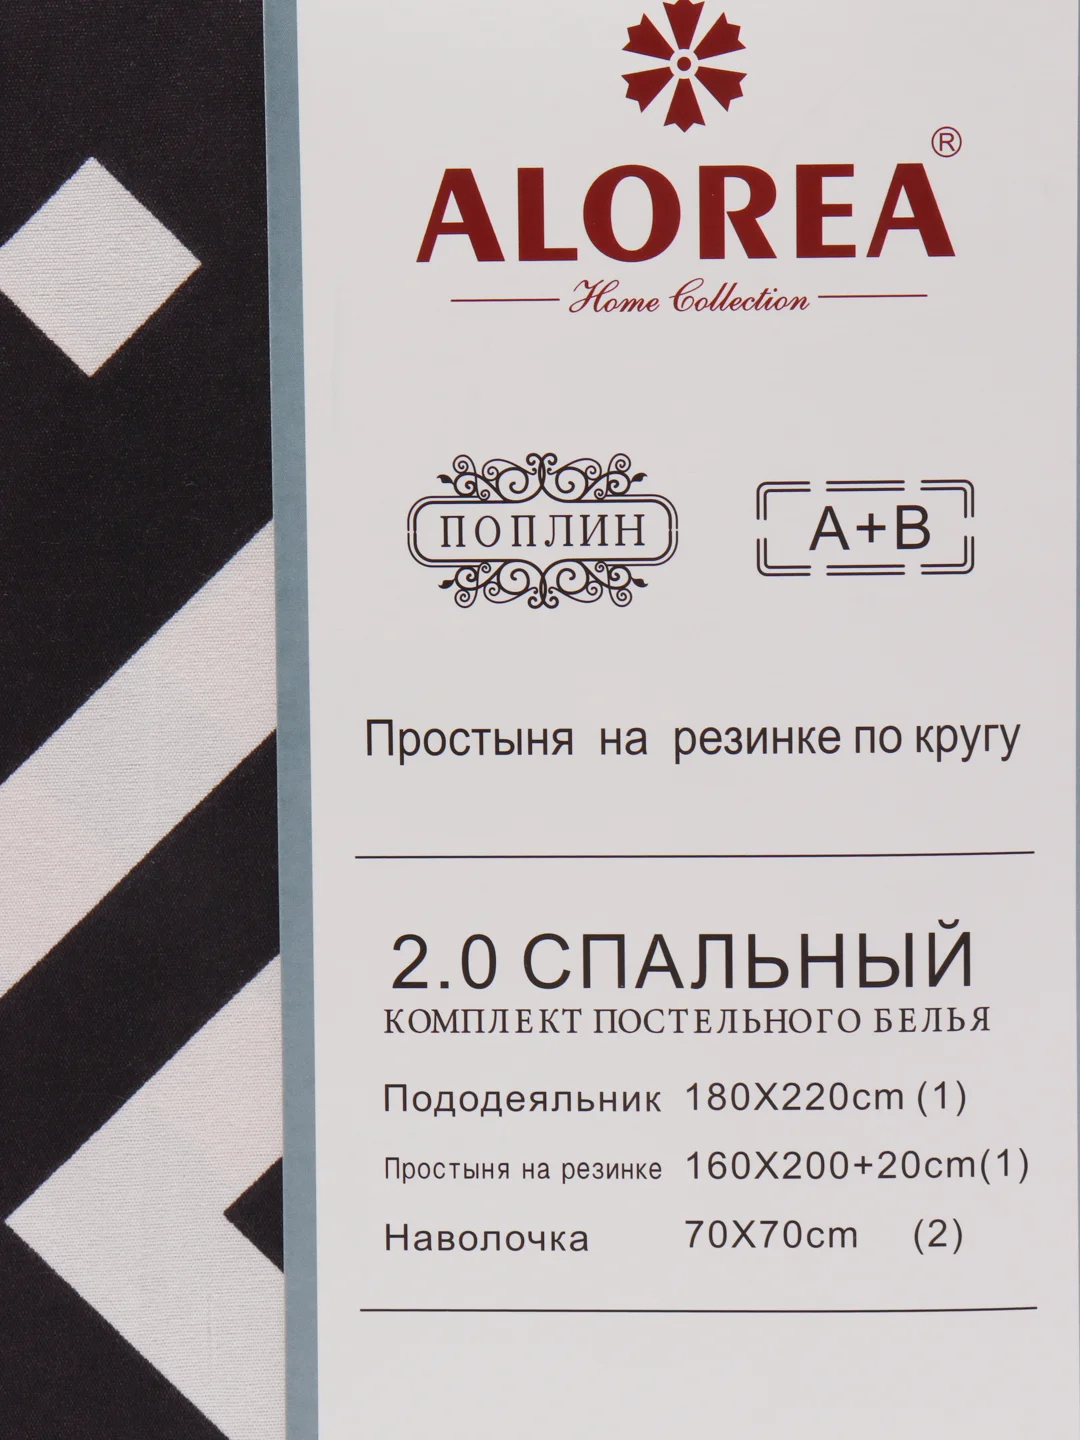 ALOREA®
Home Collection
ПОПЛИН
A+B
Простыня на резинке по кругу
2.0 СПАЛЬНЫЙ
КОМПЛЕКТ ПОСТЕЛЬНОГО БЕЛЬЯ
Пододеяльник 180X220cm (1)
Простыня на резинке 160X200+20cm(1)
Наволочка 70X70cm (2)